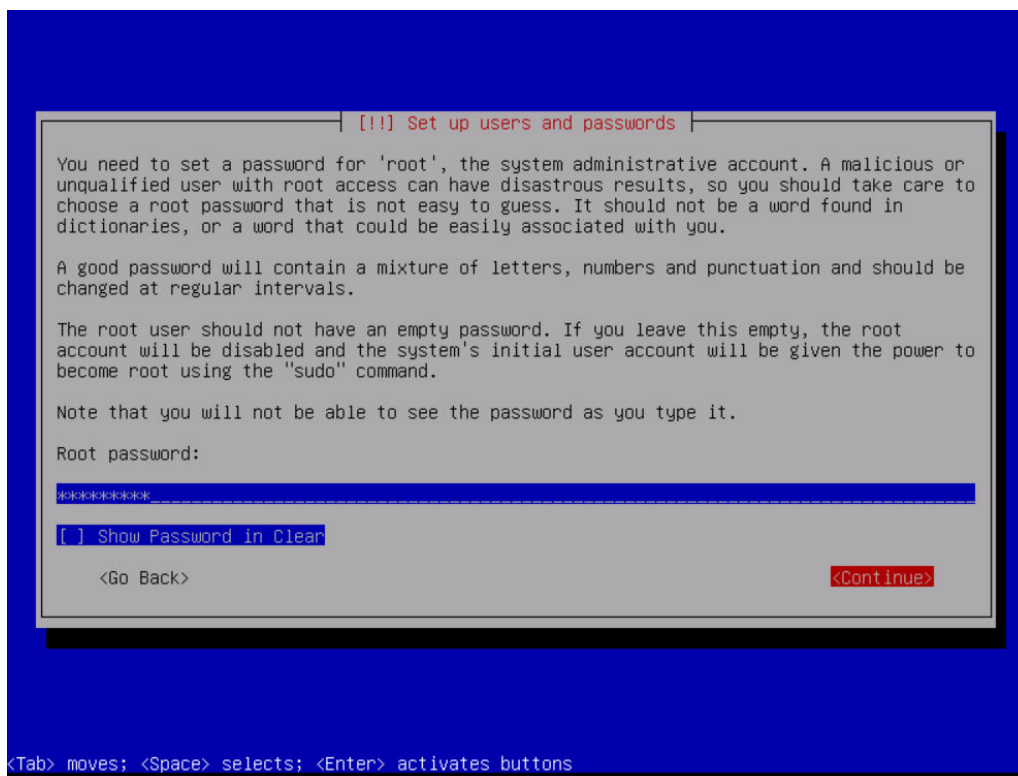 [!!] Set up users and passwords
You need to set a password for 'root', the system administrative account. A malicious or
unqualified user with root access can have disastrous results, so you should take care to
choose a root password that is not easy to guess. It should not be a word found in
dictionaries, or a word that could be easily associated with you.
A good password will contain a mixture of letters, numbers and punctuation and should be
changed at regular intervals.
The root user should not have an empty password. If you leave this empty, the root
account will be disabled and the system's initial user account will be given the power to
become root using the "sudo" command.
Note that you will not be able to see the password as you type it.
Root password:
*********
[ ] Show Password in Clear
<Go Back> <Continue>
<Tab> moves; <Space> selects; <Enter> activates buttons